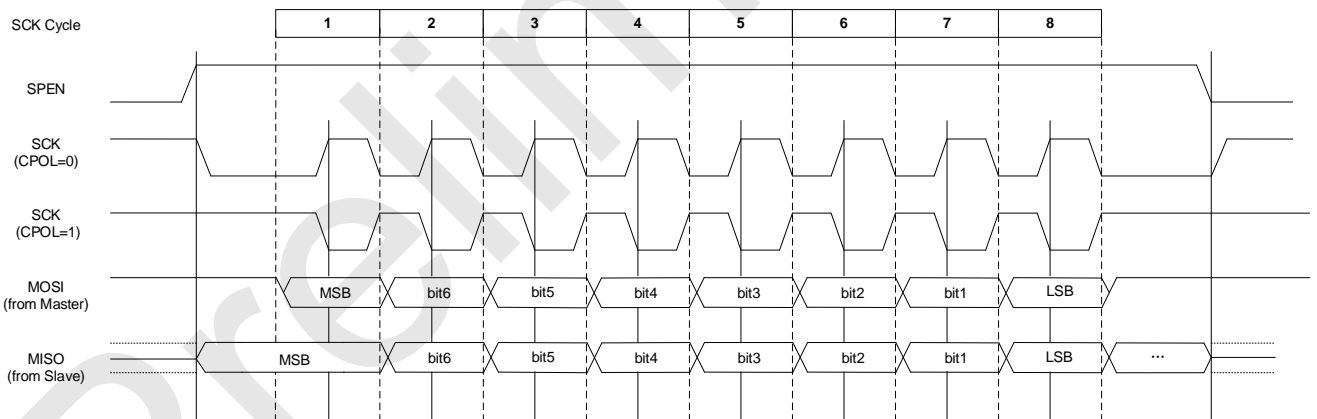 SCK Cycle 1 2 3 4 5 6 7 8
SPEN
SCK
(CPOL=0)
SCK
(CPOL=1)
MOSI
(from Master)
MSB bit6 bit5 bit4 bit3 bit2 bit1 LSB
MISO
(from Slave)
MSB bit6 bit5 bit4 bit3 bit2 bit1 LSB ...